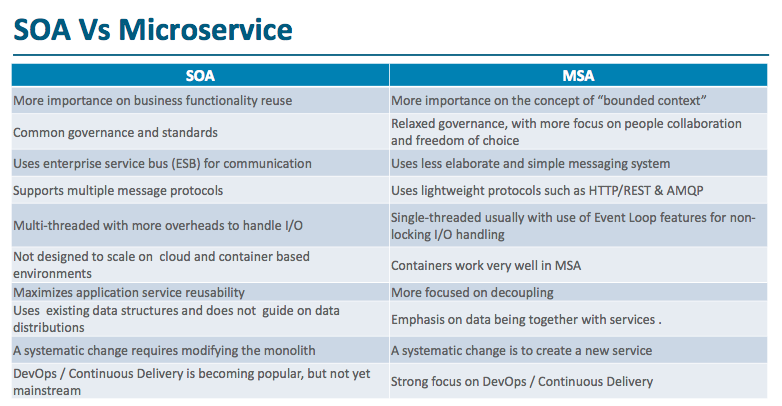 SOA Vs Microservice
SOA
MSA
More importance on business functionality reuse
More importance on the concept of “bounded context”
Common governance and standards
Relaxed governance, with more focus on people collaboration
and freedom of choice
Uses enterprise service bus (ESB) for communication
Uses less elaborate and simple messaging system
Supports multiple message protocols
Uses lightweight protocols such as HTTP/REST & AMQP
Multi-threaded with more overheads to handle I/O
Single-threaded usually with use of Event Loop features for non-
locking I/O handling
Not designed to scale on cloud and container based
environments
Containers work very well in MSA
Maximizes application service reusability
More focused on decoupling
Uses existing data structures and does not guide on data
distributions
Emphasis on data being together with services .
A systematic change requires modifying the monolith
A systematic change is to create a new service
DevOps / Continuous Delivery is becoming popular, but not yet
mainstream
Strong focus on DevOps / Continuous Delivery